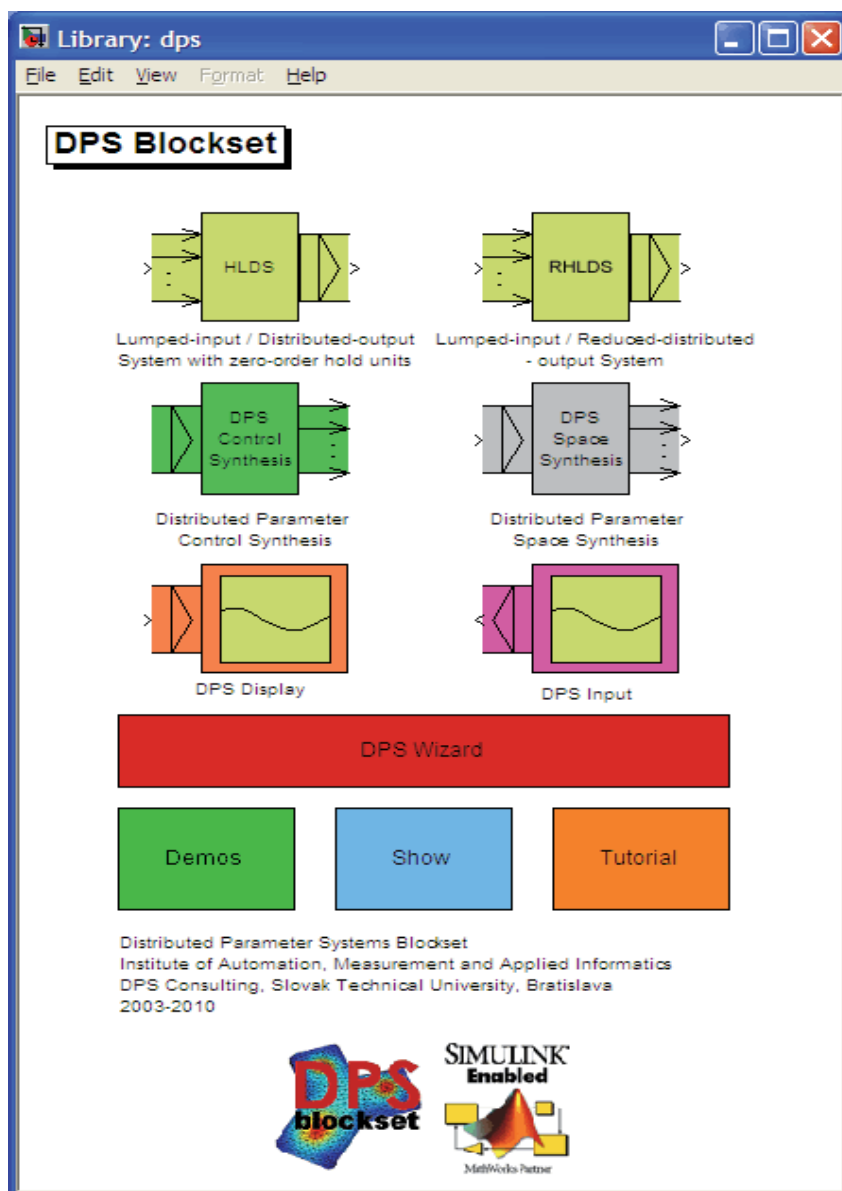 Library: dps
File Edit View Format Help
DPS Blockset
HLDS
RHLDS
Lumped-input / Distributed-output
System with zero-order hold units
Lumped-input / Reduced-distributed
- output System
DPS
Control
Synthesis
DPS
Space
Synthesis
Distributed Parameter
Control Synthesis
Distributed Parameter
Space Synthesis
DPS Display
DPS Input
DPS Wizard
Demos
Show
Tutorial
Distributed Parameter Systems Blockset
Institute of Automation, Measurement and Applied Informatics
DPS Consulting, Slovak Technical University, Bratislava
2003-2010
DPS
blockset
SIMULINK
Enabled
MathWorks Partner